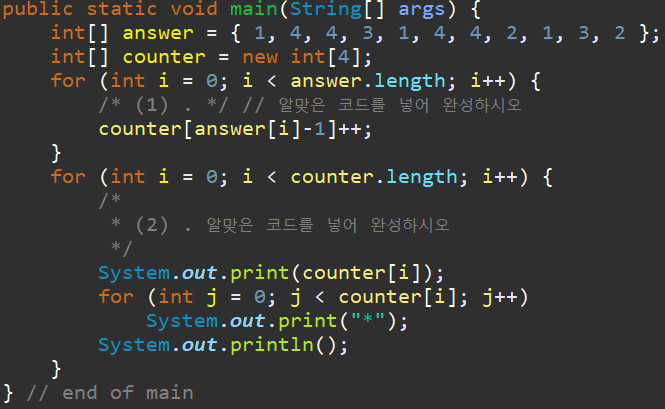 public static void main(String[] args) {
int[] answer = { 1, 4, 4, 3, 1, 4, 4, 2, 1, 3, 2 };
int[] counter = new int[4];
for (int i = 0; i < answer.length; i++) {
/* (1) . */ // 알맞은 코드를 넣어 완성하시오
counter[answer[i]-1]++;
}
for (int i = 0; i < counter.length; i++) {
/*
* (2) . 알맞은 코드를 넣어 완성하시오
*/
System.out.print(counter[i]);
for (int j = 0; j < counter[i]; j++)
System.out.print("*");
System.out.println();
}
} // end of main